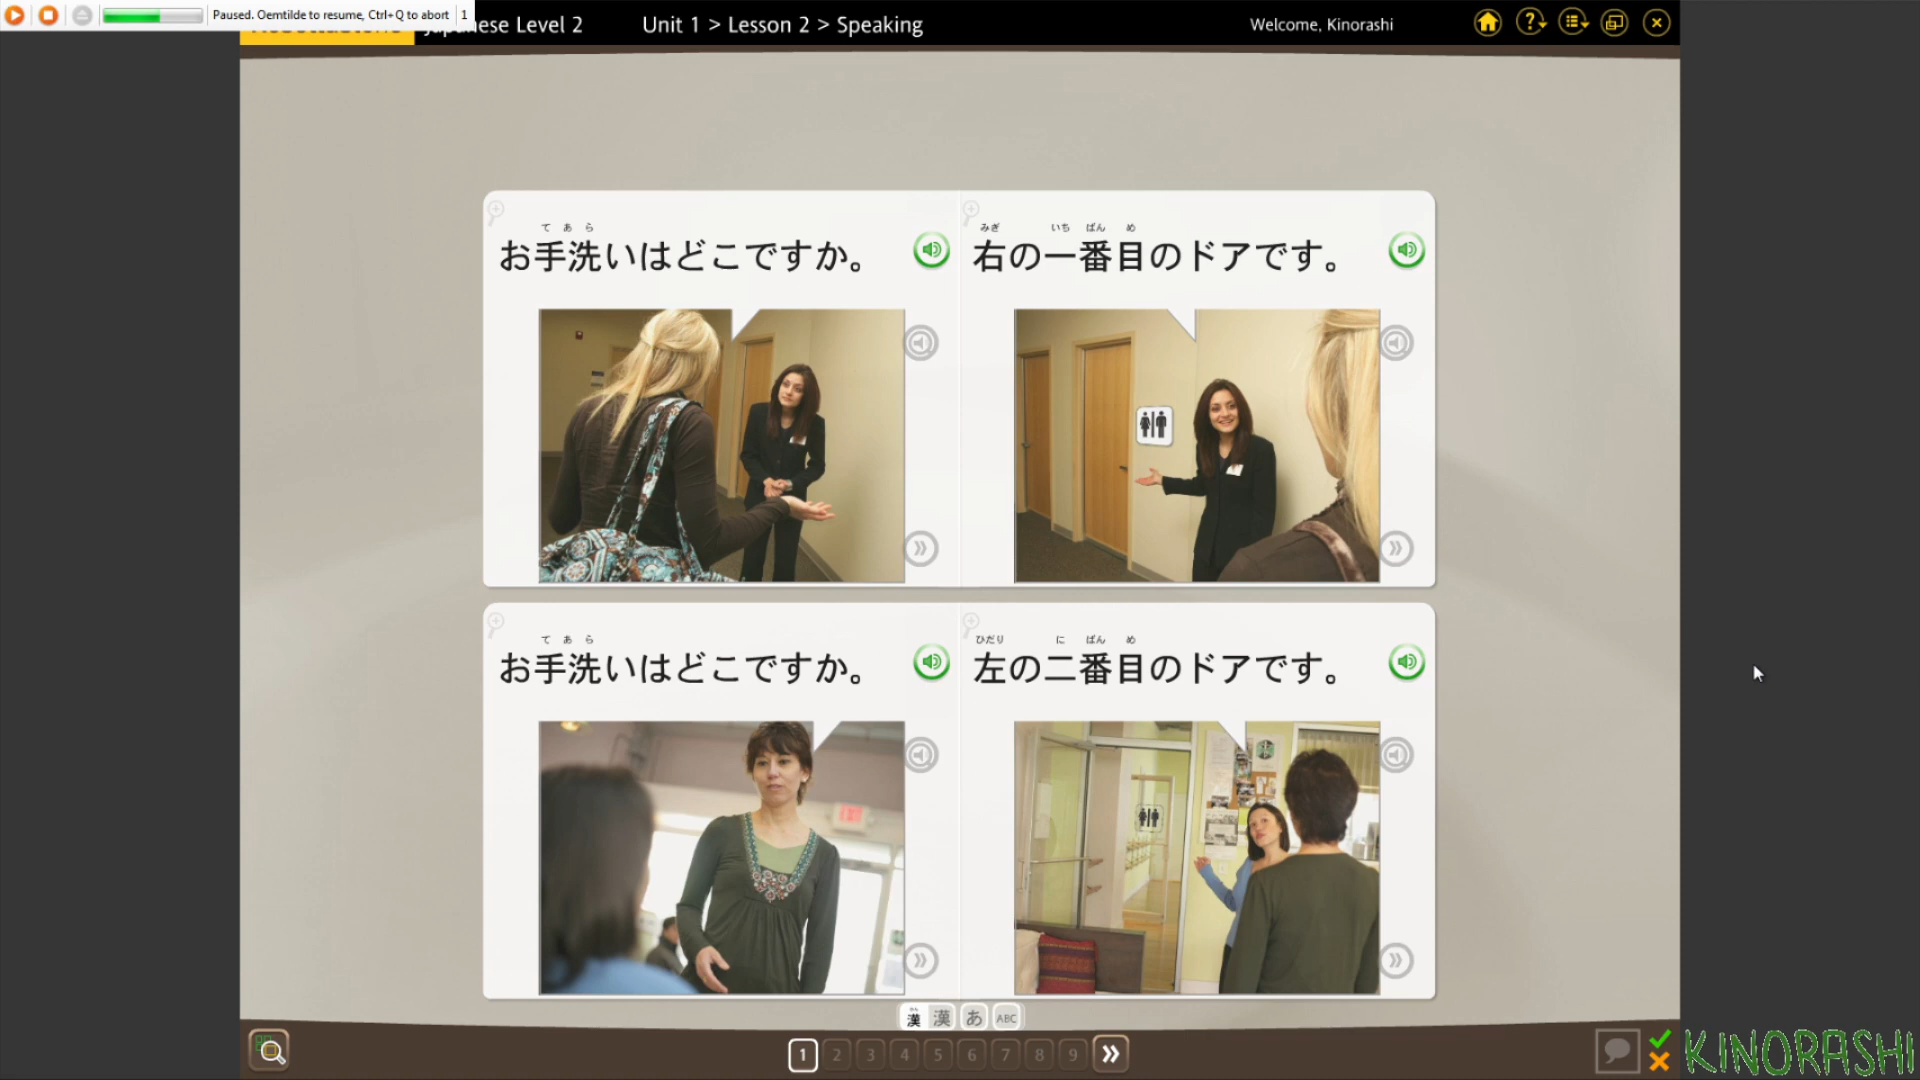 Paused. Oemtilde to resume, Ctrl+Q to abort 1
Japanese Level 2
Unit 1 > Lesson 2 > Speaking
Welcome, Kinorashi
て あ ら
お手洗いはどこですか。
みぎ いち ばん め
右の一番目のドアです。
て あ ら
お手洗いはどこですか。
ひだり に ばん め
左の二番目のドアです。
かん
漢 漢 あ ABC
1 2 3 4 5 6 7 8 9
KINORASHI